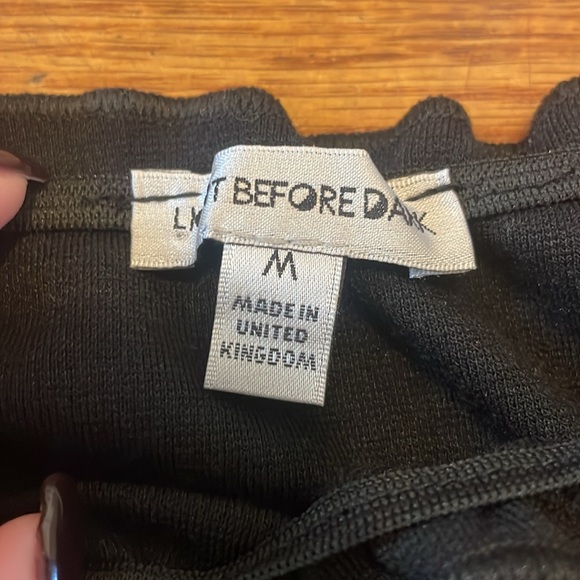 T BEFORE DARK
M
MADE IN
UNITED
KINGDOM